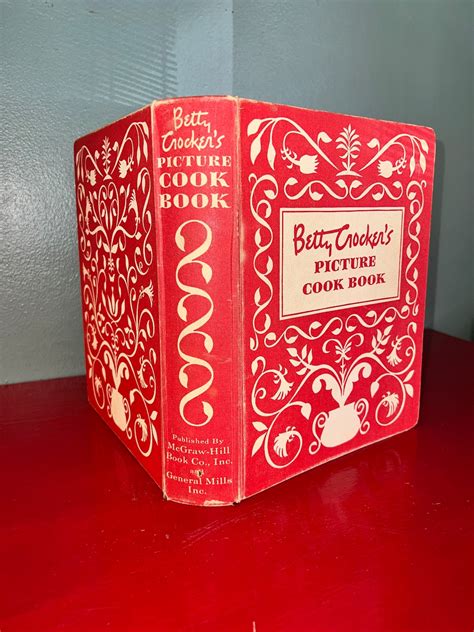 Betty
Crocker's
PICTURE
COOK
BOOK
Published By
McGraw-Hill
Book Co., Inc.
and
General Mills
Inc.
Betty Crocker's
PICTURE
COOK BOOK